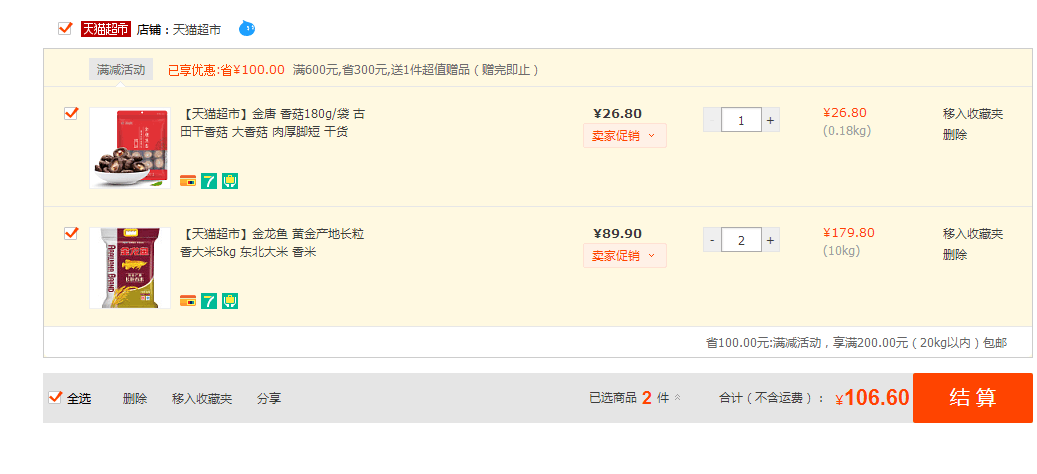 天猫超市 店铺：天猫超市
满减活动 已享优惠:省¥100.00 满600元,省300元,送1件超值赠品（赠完即止）
【天猫超市】金唐 香菇180g/袋 古 ¥26.80 - 1 + ¥26.80 移入收藏夹
田干香菇 大香菇 肉厚脚短 干货 卖家促销 (0.18kg) 删除
7
【天猫超市】金龙鱼 黄金产地长粒 ¥89.90 - 2 + ¥179.80 移入收藏夹
香大米5kg 东北大米 香米 卖家促销 (10kg) 删除
金龙鱼
7
省100.00元:满减活动，享满200.00元（20kg以内）包邮
全选 删除 移入收藏夹 分享 已选商品 2 件 合计（不含运费）： ¥106.60 结 算